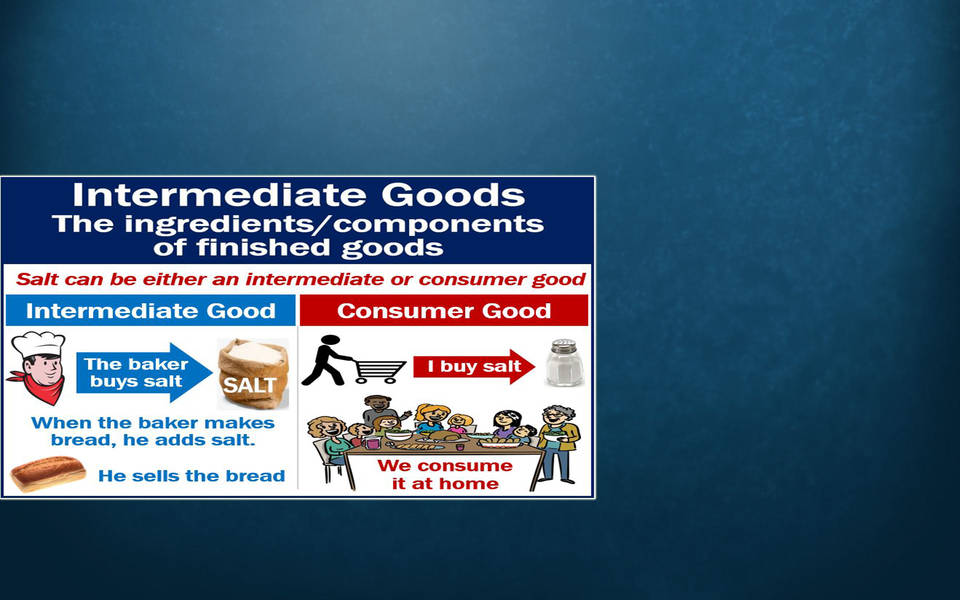 Intermediate Goods
The ingredients/components
of finished goods
Salt can be either an intermediate or consumer good
Intermediate Good
The baker
buys salt
SALT
When the baker makes
bread, he adds salt.
He sells the bread
Consumer Good
I buy salt
We consume
it at home